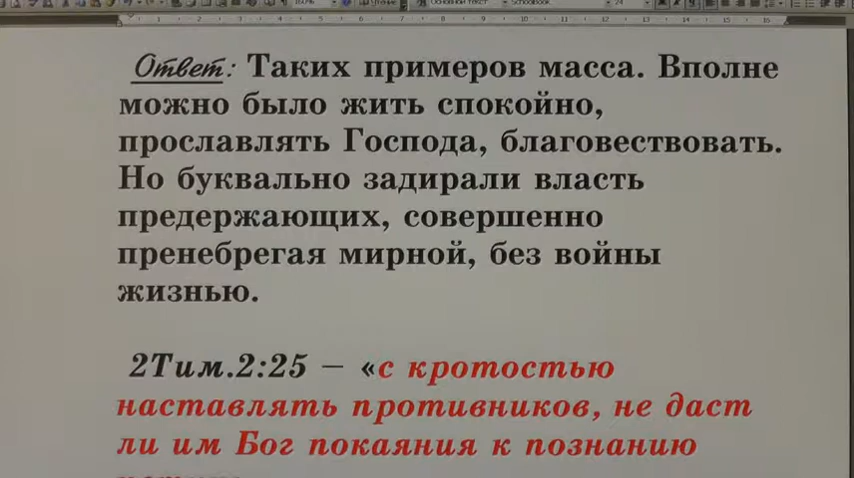 Ответ: Таких примеров масса. Вполне
можно было жить спокойно,
прославлять Господа, благовествовать.
Но буквально задирали власть
предержающих, совершенно
пренебрегая мирной, без войны
жизнью.
2Тим.2:25 – «с кротостью
наставлять противников, не даст
ли им Бог покаяния к познанию